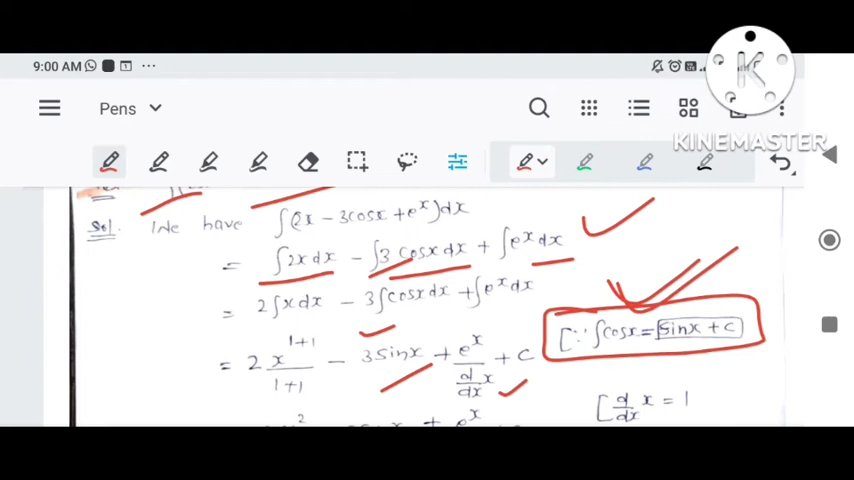 9:00 AM
Pens
K
KINEMASTER
Sol. We have ∫(2x - 3cosx + e^x)dx
= ∫2x dx - ∫3 cosx dx + ∫e^x dx
= 2∫x dx - 3∫cosx dx + ∫e^x dx
[∵ ∫cosx = sinx + c
= 2 x^(1+1)/(1+1) - 3sinx + e^x/(d/dx x) + c
[d/dx x = 1